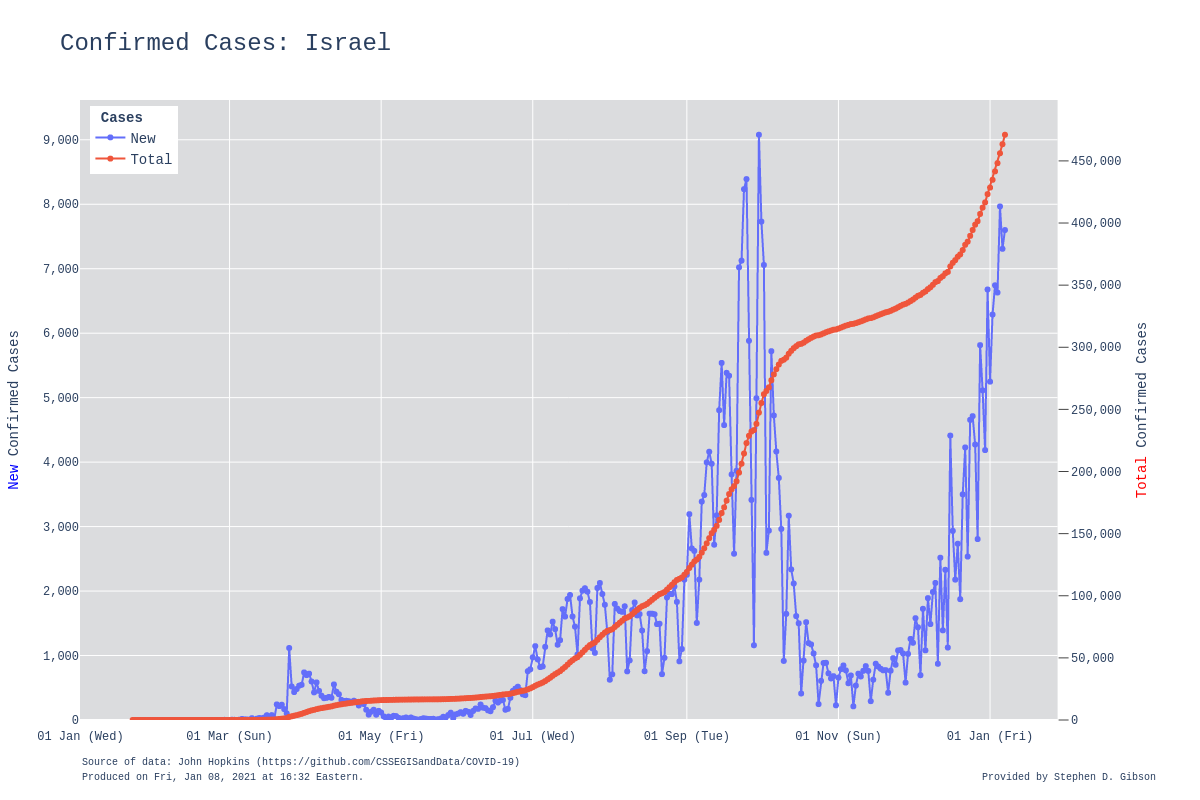 Confirmed Cases: Israel
Cases
New
Total
9,000
8,000
7,000
6,000
5,000
4,000
3,000
2,000
1,000
0
New Confirmed Cases
450,000
400,000
350,000
300,000
250,000
200,000
150,000
100,000
50,000
0
Total Confirmed Cases
01 Jan (Wed) 01 Mar (Sun) 01 May (Fri) 01 Jul (Wed) 01 Sep (Tue) 01 Nov (Sun) 01 Jan (Fri)
Source of data: John Hopkins (https://github.com/CSSEGISandData/COVID-19)
Produced on Fri, Jan 08, 2021 at 16:32 Eastern.
Provided by Stephen D. Gibson